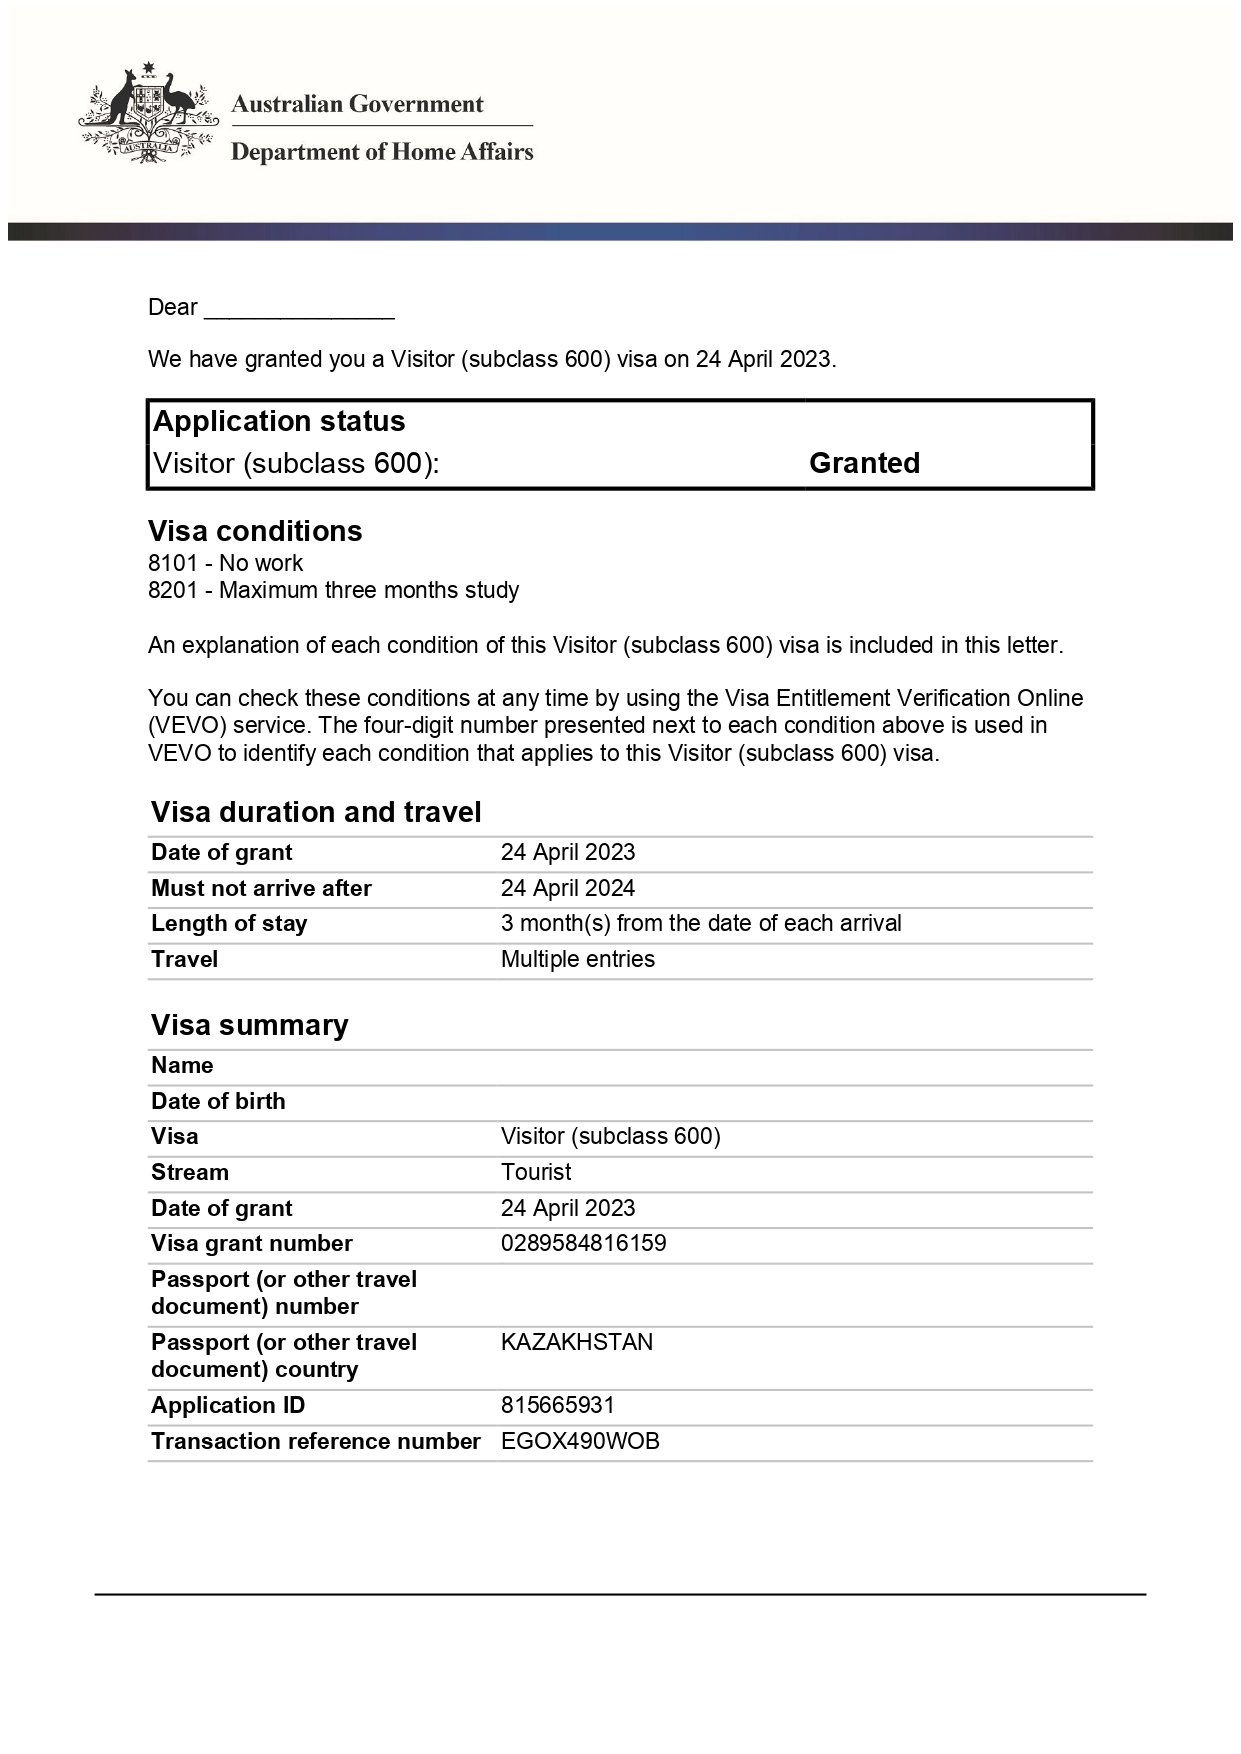 AUSTRALIA
Australian Government
Department of Home Affairs
Dear _______________
We have granted you a Visitor (subclass 600) visa on 24 April 2023.
Application status
Visitor (subclass 600): Granted
Visa conditions
8101 - No work
8201 - Maximum three months study
An explanation of each condition of this Visitor (subclass 600) visa is included in this letter.
You can check these conditions at any time by using the Visa Entitlement Verification Online
(VEVO) service. The four-digit number presented next to each condition above is used in
VEVO to identify each condition that applies to this Visitor (subclass 600) visa.
Visa duration and travel
Date of grant 24 April 2023
Must not arrive after 24 April 2024
Length of stay 3 month(s) from the date of each arrival
Travel Multiple entries
Visa summary
Name
Date of birth
Visa Visitor (subclass 600)
Stream Tourist
Date of grant 24 April 2023
Visa grant number 0289584816159
Passport (or other travel
document) number
Passport (or other travel KAZAKHSTAN
document) country
Application ID 815665931
Transaction reference number EGOX490WOB